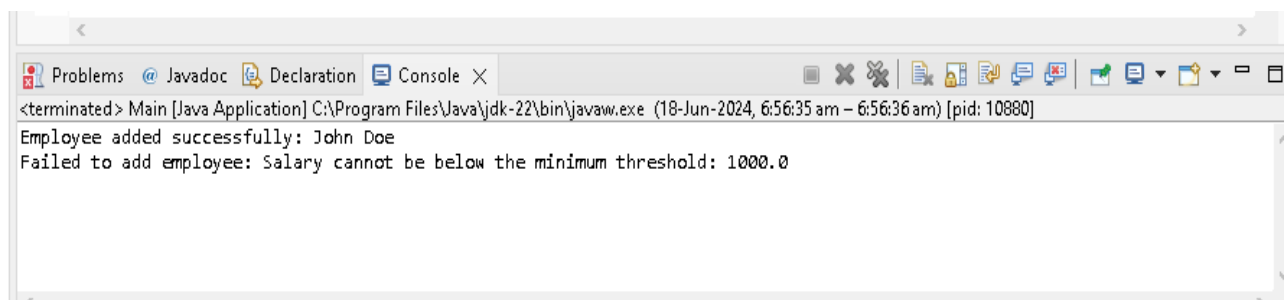 Problems @ Javadoc Declaration Console
<terminated> Main [Java Application] C:\Program Files\Java\jdk-22\bin\javaw.exe (18-Jun-2024, 6:56:35 am – 6:56:36 am) [pid: 10880]
Employee added successfully: John Doe
Failed to add employee: Salary cannot be below the minimum threshold: 1000.0